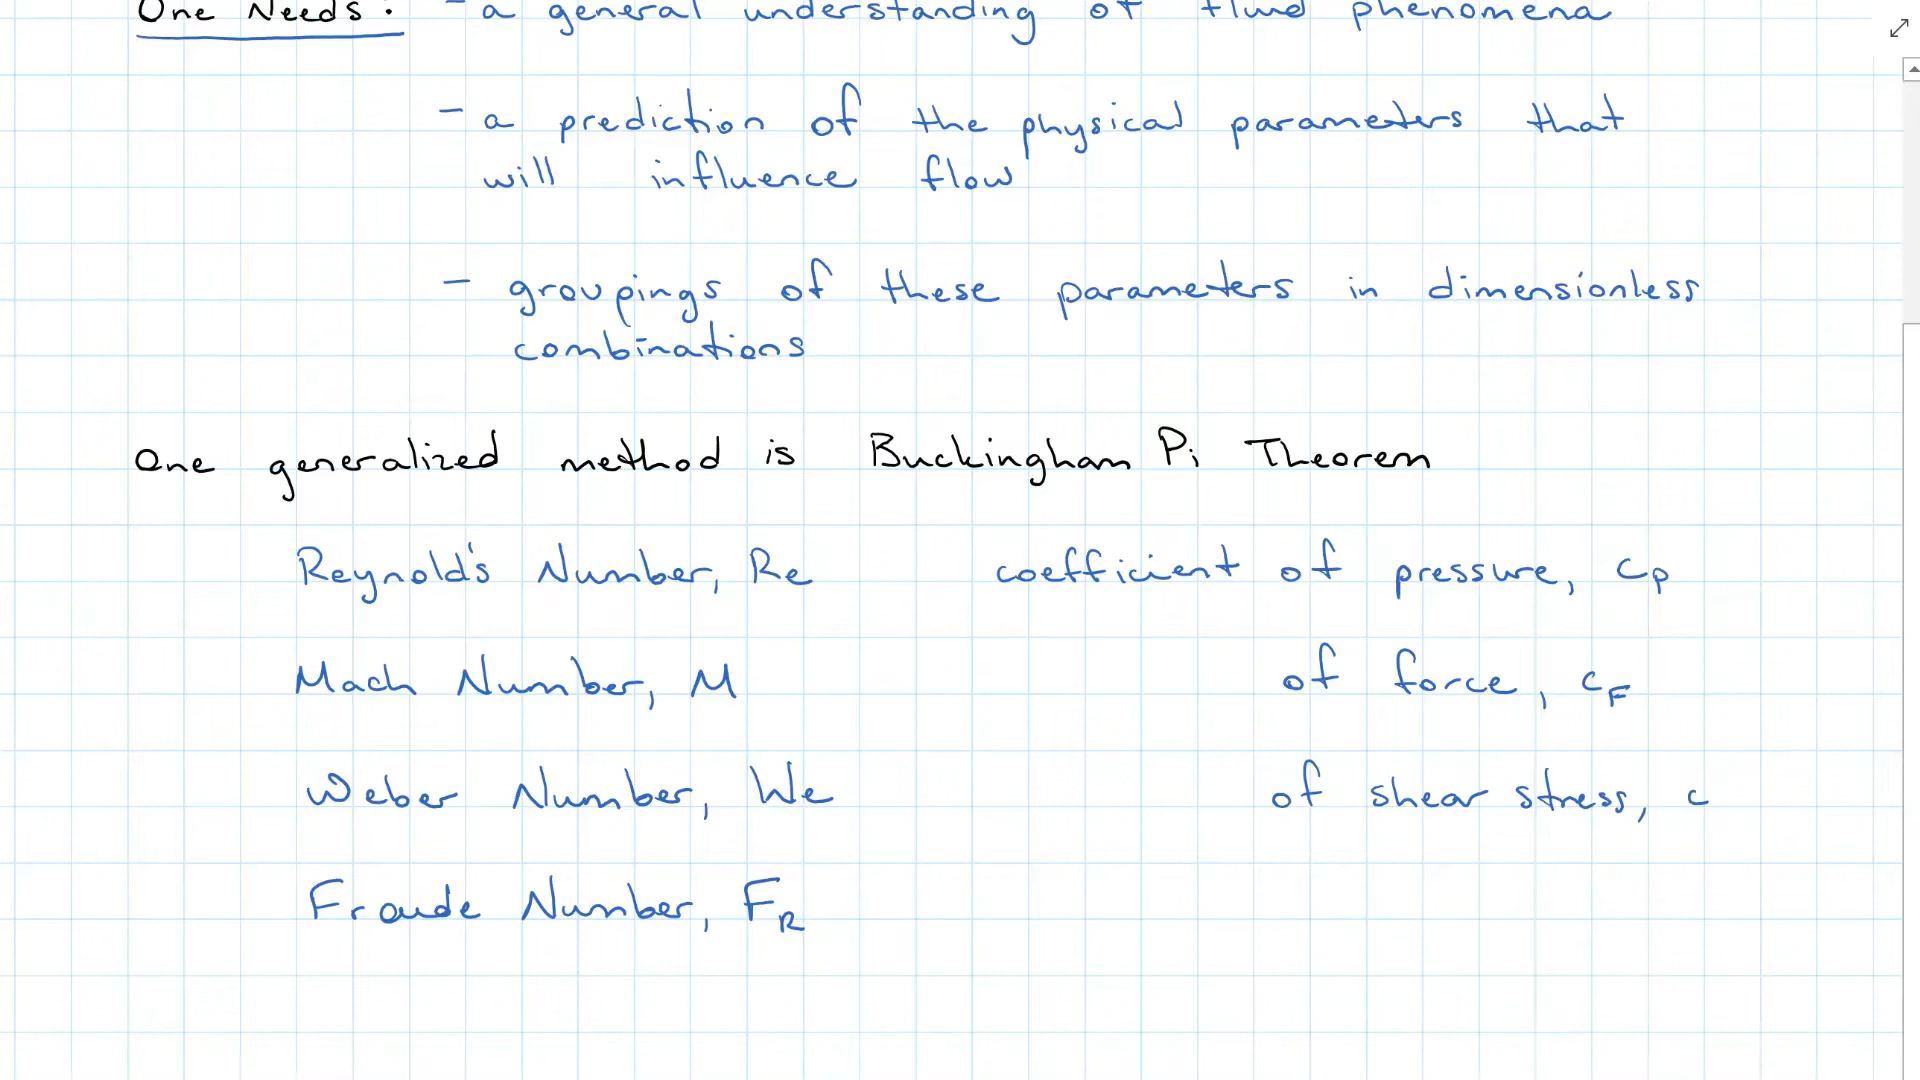 One Needs: - a general understanding of fluid phenomena
- a prediction of the physical parameters that
will influence flow
- groupings of these parameters in dimensionless
combinations
One generalized method is Buckingham Pi Theorem
Reynold's Number, Re coefficient of pressure, cp
Mach Number, M of force, cF
Weber Number, We of shear stress, c
Froude Number, FR